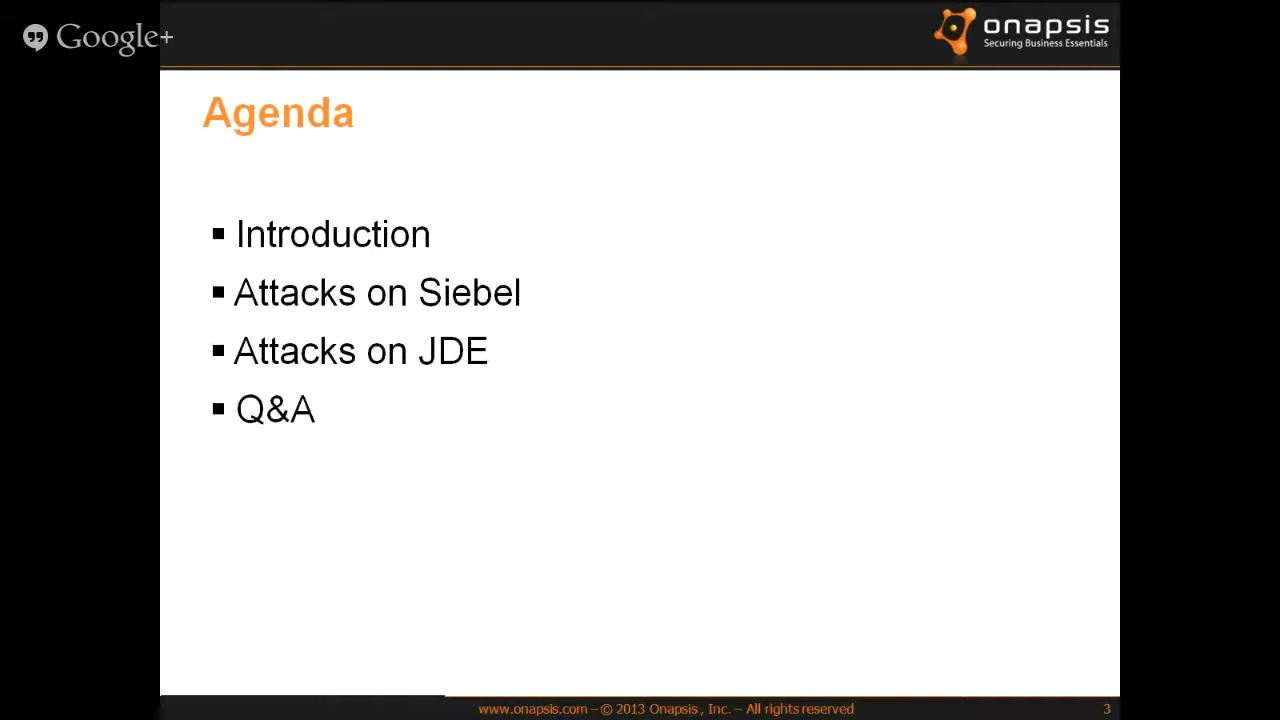 Google+
onapsis
Securing Business Essentials
Agenda
▪ Introduction
▪ Attacks on Siebel
▪ Attacks on JDE
▪ Q&A
www.onapsis.com – © 2013 Onapsis , Inc. – All rights reserved
3